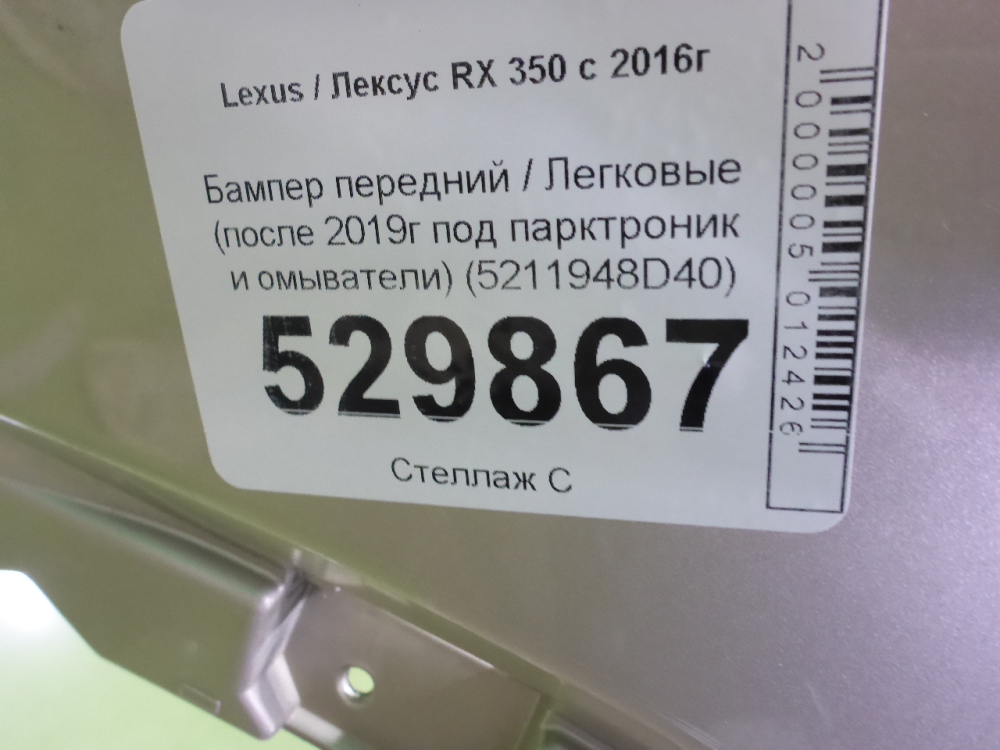 Lexus / Лексус RX 350 с 2016г
Бампер передний / Легковые
(после 2019г под парктроник
и омыватели) (5211948D40)
529867
Стеллаж С
2000005012426